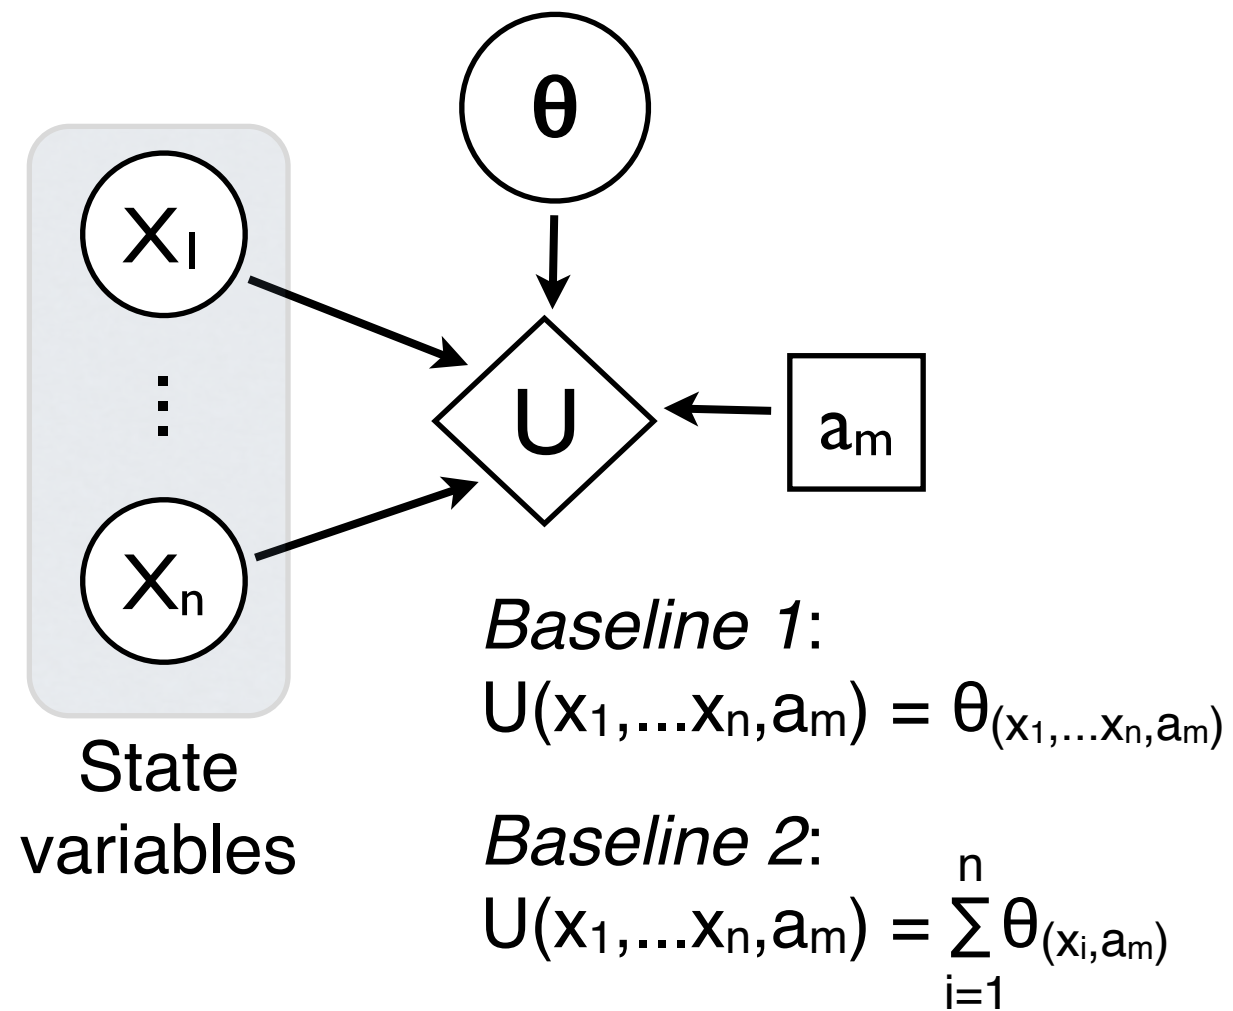 θ
X₁
⋮
Xₙ
U
aₘ
State
variables
Baseline 1:
U(x₁,...xₙ,aₘ) = θ₍ₓ₁,...ₓₙ,ₐₘ₎
Baseline 2:
U(x₁,...xₙ,aₘ) = ∑ᵢ₌₁ⁿ θ₍ₓᵢ,ₐₘ₎